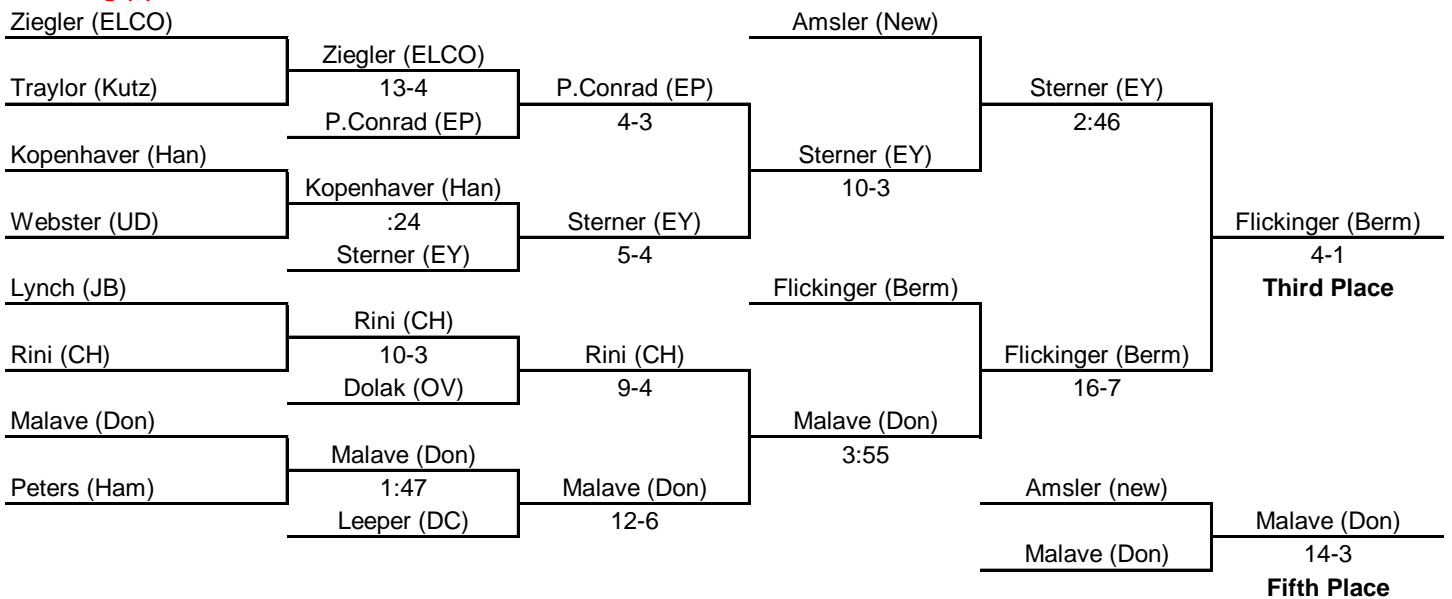 Ziegler (ELCO)
Amsler (New)
Ziegler (ELCO)
Traylor (Kutz)
13-4
P.Conrad (EP)
Sterner (EY)
P.Conrad (EP)
4-3
2:46
Kopenhaver (Han)
Sterner (EY)
Kopenhaver (Han)
10-3
Webster (UD)
:24
Sterner (EY)
Flickinger (Berm)
Sterner (EY)
5-4
4-1
Lynch (JB)
Flickinger (Berm)
Third Place
Rini (CH)
Rini (CH)
10-3
Rini (CH)
Flickinger (Berm)
Dolak (OV)
9-4
16-7
Malave (Don)
Malave (Don)
Malave (Don)
3:55
Peters (Ham)
1:47
Malave (Don)
Amsler (new)
Leeper (DC)
12-6
Malave (Don)
Malave (Don)
14-3
Fifth Place